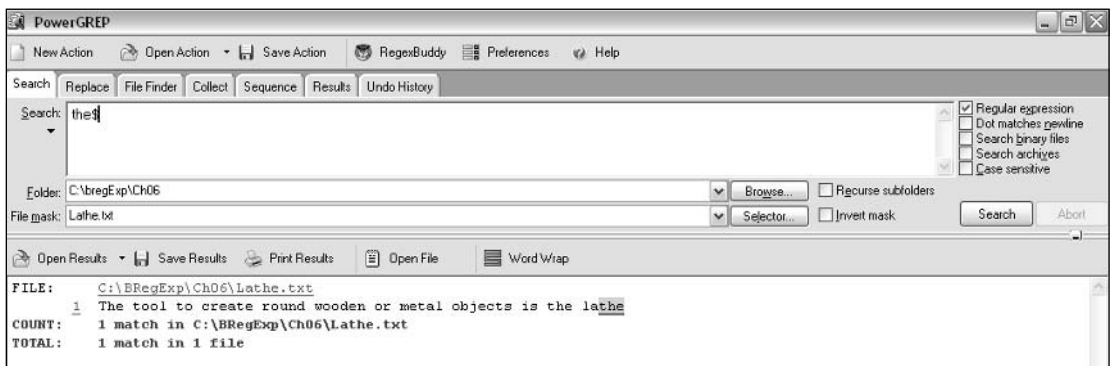 PowerGREP
New Action Open Action Save Action RegexBuddy Preferences Help
Search Replace File Finder Collect Sequence Results Undo History
Search: the$
Regular expression
Dot matches newline
Search binary files
Search archives
Case sensitive
Folder: C:\bregExp\Ch06 Browse... Recurse subfolders
File mask: Lathe.txt Selector... Invert mask Search Abort
Open Results Save Results Print Results Open File Word Wrap
FILE: C:\BRegExp\Ch06\Lathe.txt
1 The tool to create round wooden or metal objects is the lathe
COUNT: 1 match in C:\BRegExp\Ch06\Lathe.txt
TOTAL: 1 match in 1 file